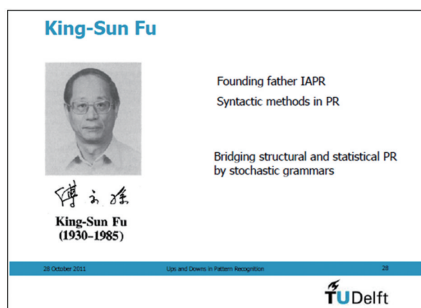 King-Sun Fu
Founding father IAPR
Syntactic methods in PR
Bridging structural and statistical PR
by stochastic grammars
King-Sun Fu
(1930–1985)
28 October 2011
Ups and Downs in Pattern Recognition
28
TUDelft